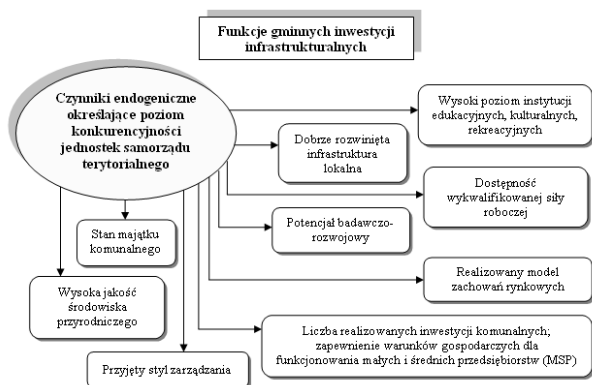 Funkcje gminnych inwestycji
infrastrukturalnych
Czynniki endogeniczne
określające poziom
konkurencyjności
jednostek samorządu
terytorialnego
Wysoki poziom instytucji
edukacyjnych, kulturalnych,
rekreacyjnych
Dobrze rozwinięta
infrastruktura
lokalna
Dostępność
wykwalifikowanej siły
roboczej
Potencjał badawczo-
rozwojowy
Stan majątku
komunalnego
Realizowany model
zachowań rynkowych
Wysoka jakość
środowiska
przyrodniczego
Liczba realizowanych inwestycji komunalnych;
zapewnienie warunków gospodarczych dla
funkcjonowania małych i średnich przedsiębiorstw (MSP)
Przyjęty styl zarządzania